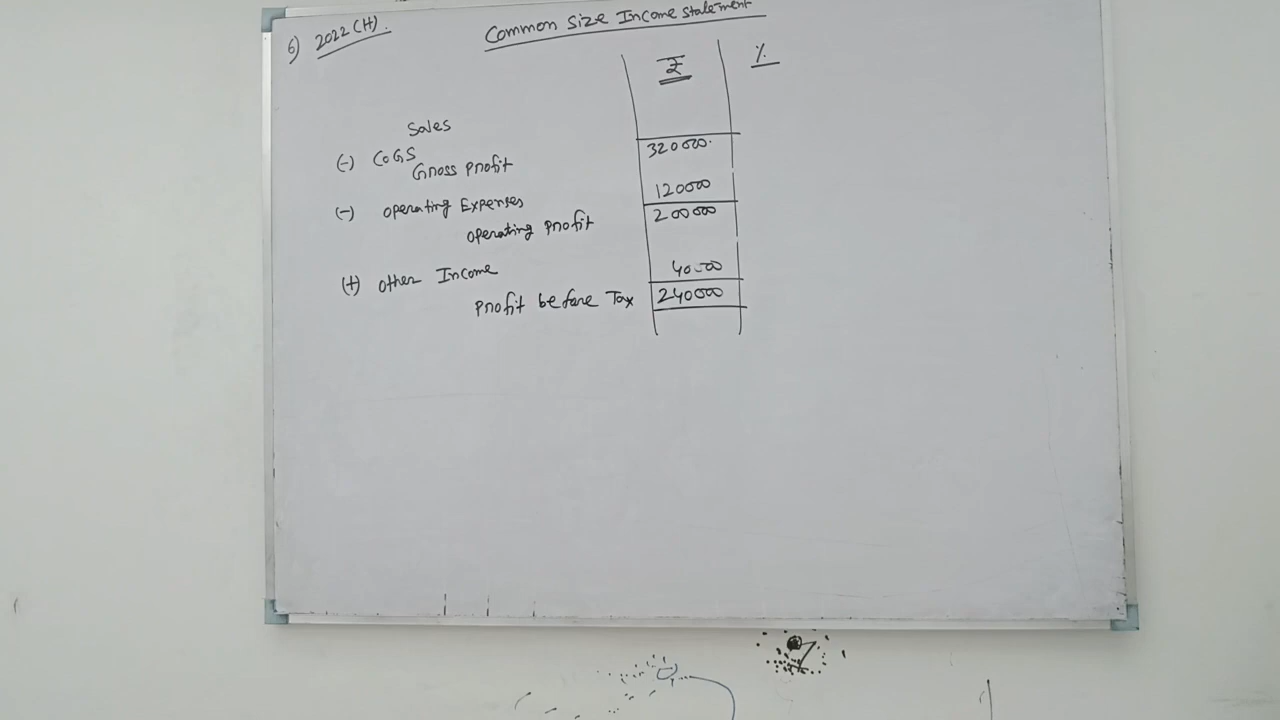 6) 2022 (H).
Common Size Income Statement
₹ %
Sales
(-) COGS
Gross Profit 320000.
(-) Operating Expenses 120000
Operating Profit 200000
(+) Other Income 40000
Profit before Tax 240000